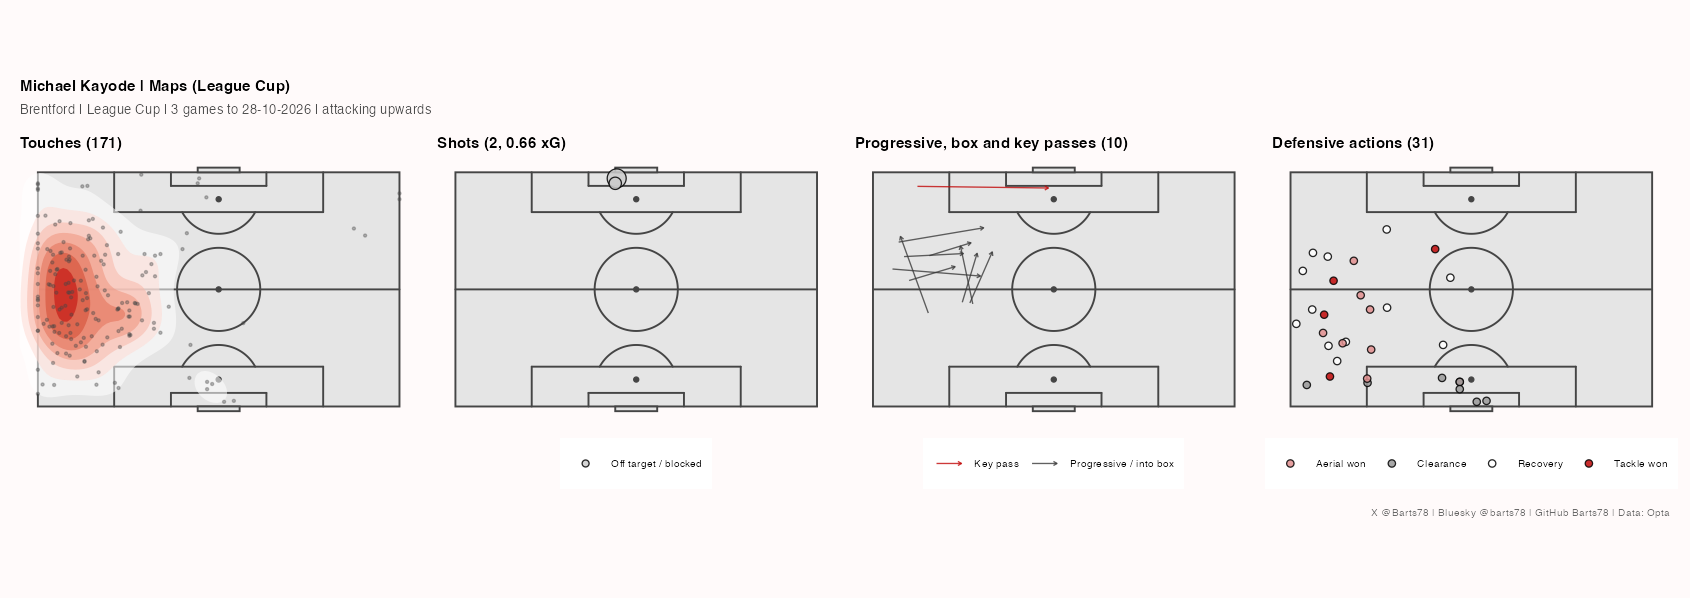 Michael Kayode | Maps (League Cup)
Brentford | League Cup | 3 games to 28-10-2026 | attacking upwards
Touches (171)
Shots (2, 0.66 xG)
Progressive, box and key passes (10)
Defensive actions (31)
Off target / blocked
Key pass
Progressive / into box
Aerial won
Clearance
Recovery
Tackle won
X @Barts78 | Bluesky @barts78 | GitHub Barts78 | Data: Opta